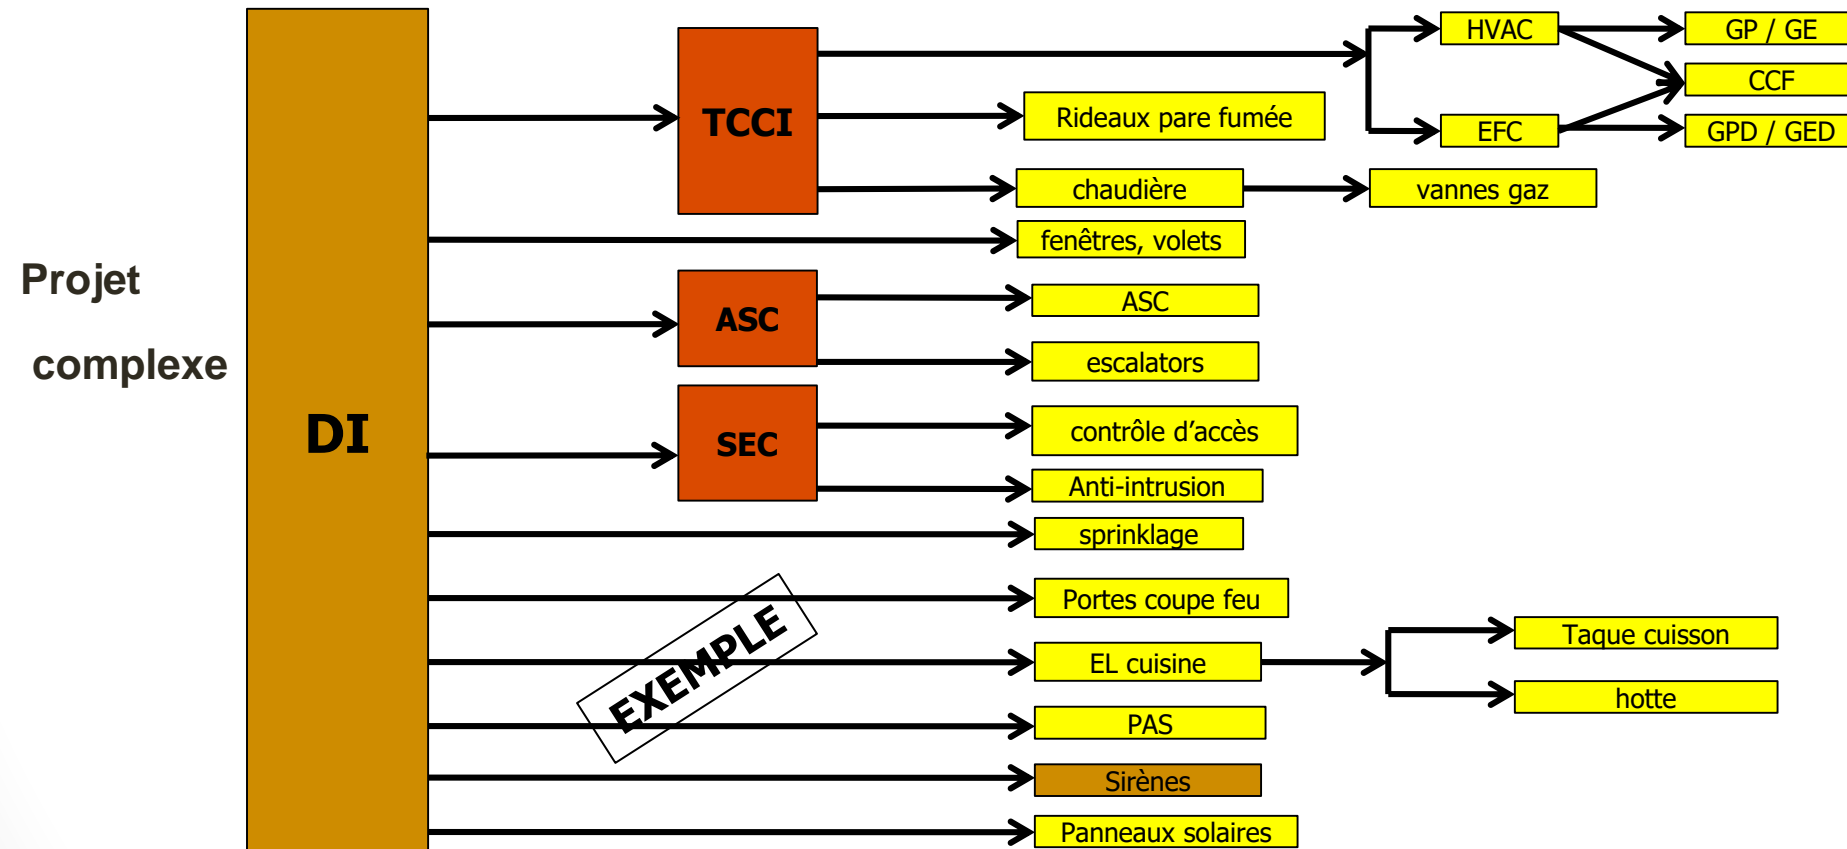 Projet
complexe
DI
TCCI
HVAC
GP / GE
CCF
Rideaux pare fumée
EFC
GPD / GED
chaudière
vannes gaz
fenêtres, volets
ASC
ASC
escalators
SEC
contrôle d'accès
Anti-intrusion
sprinklage
Portes coupe feu
EXEMPLE
EL cuisine
Taque cuisson
hotte
PAS
Sirènes
Panneaux solaires